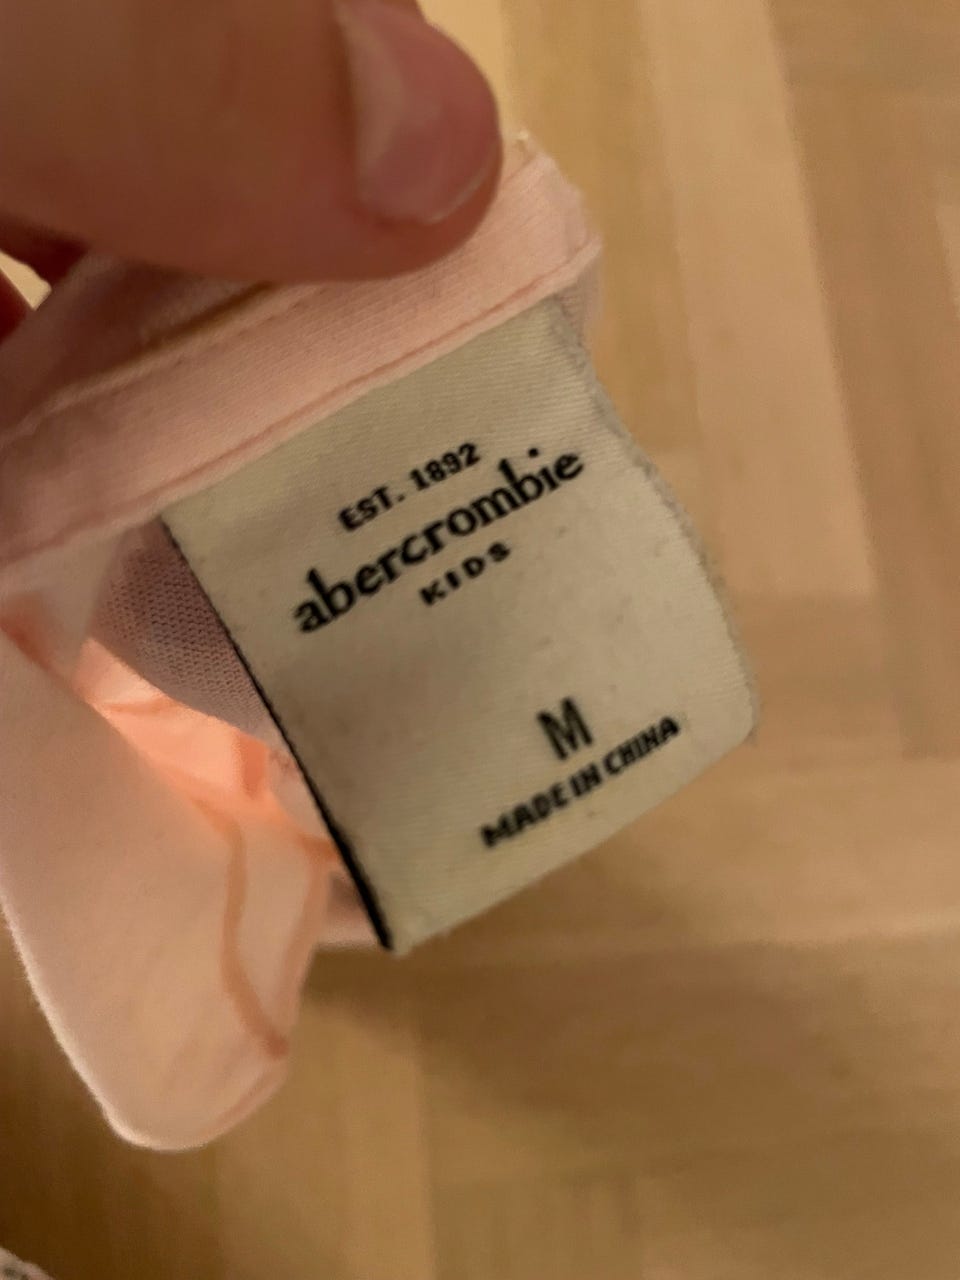 EST. 1892
abercrombie
KIDS
M
MADE IN CHINA